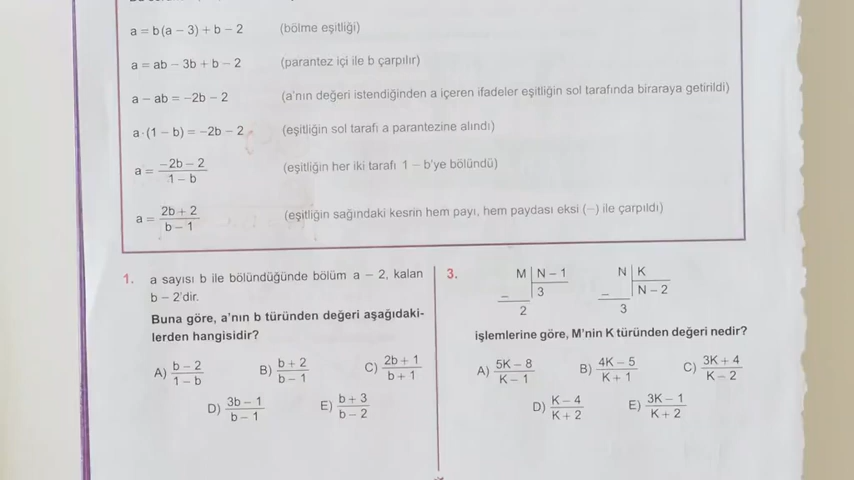 a = b(a − 3) + b − 2 (bölme eşitliği)
a = ab − 3b + b − 2 (parantez içi ile b çarpılır)
a − ab = −2b − 2 (a'nın değeri istendiğinden a içeren ifadeler eşitliğin sol tarafında biraraya getirildi)
a·(1 − b) = −2b − 2 (eşitliğin sol tarafı a parantezine alındı)
a = (−2b − 2)/(1 − b) (eşitliğin her iki tarafı 1 − b'ye bölündü)
a = (2b + 2)/(b − 1) (eşitliğin sağındaki kesrin hem payı, hem paydası eksi (−) ile çarpıldı)
1. a sayısı b ile bölündüğünde bölüm a − 2, kalan
b − 2'dir.
Buna göre, a'nın b türünden değeri aşağıdaki-
lerden hangisidir?
A) (b − 2)/(1 − b) B) (b + 2)/(b − 1) C) (2b + 1)/(b + 1)
D) (3b − 1)/(b − 1) E) (b + 3)/(b − 2)
3. M | N − 1 N | K
− 3 − N − 2
2 3
işlemlerine göre, M'nin K türünden değeri nedir?
A) (5K − 8)/(K − 1) B) (4K − 5)/(K + 1) C) (3K + 4)/(K − 2)
D) (K − 4)/(K + 2) E) (3K − 1)/(K + 2)